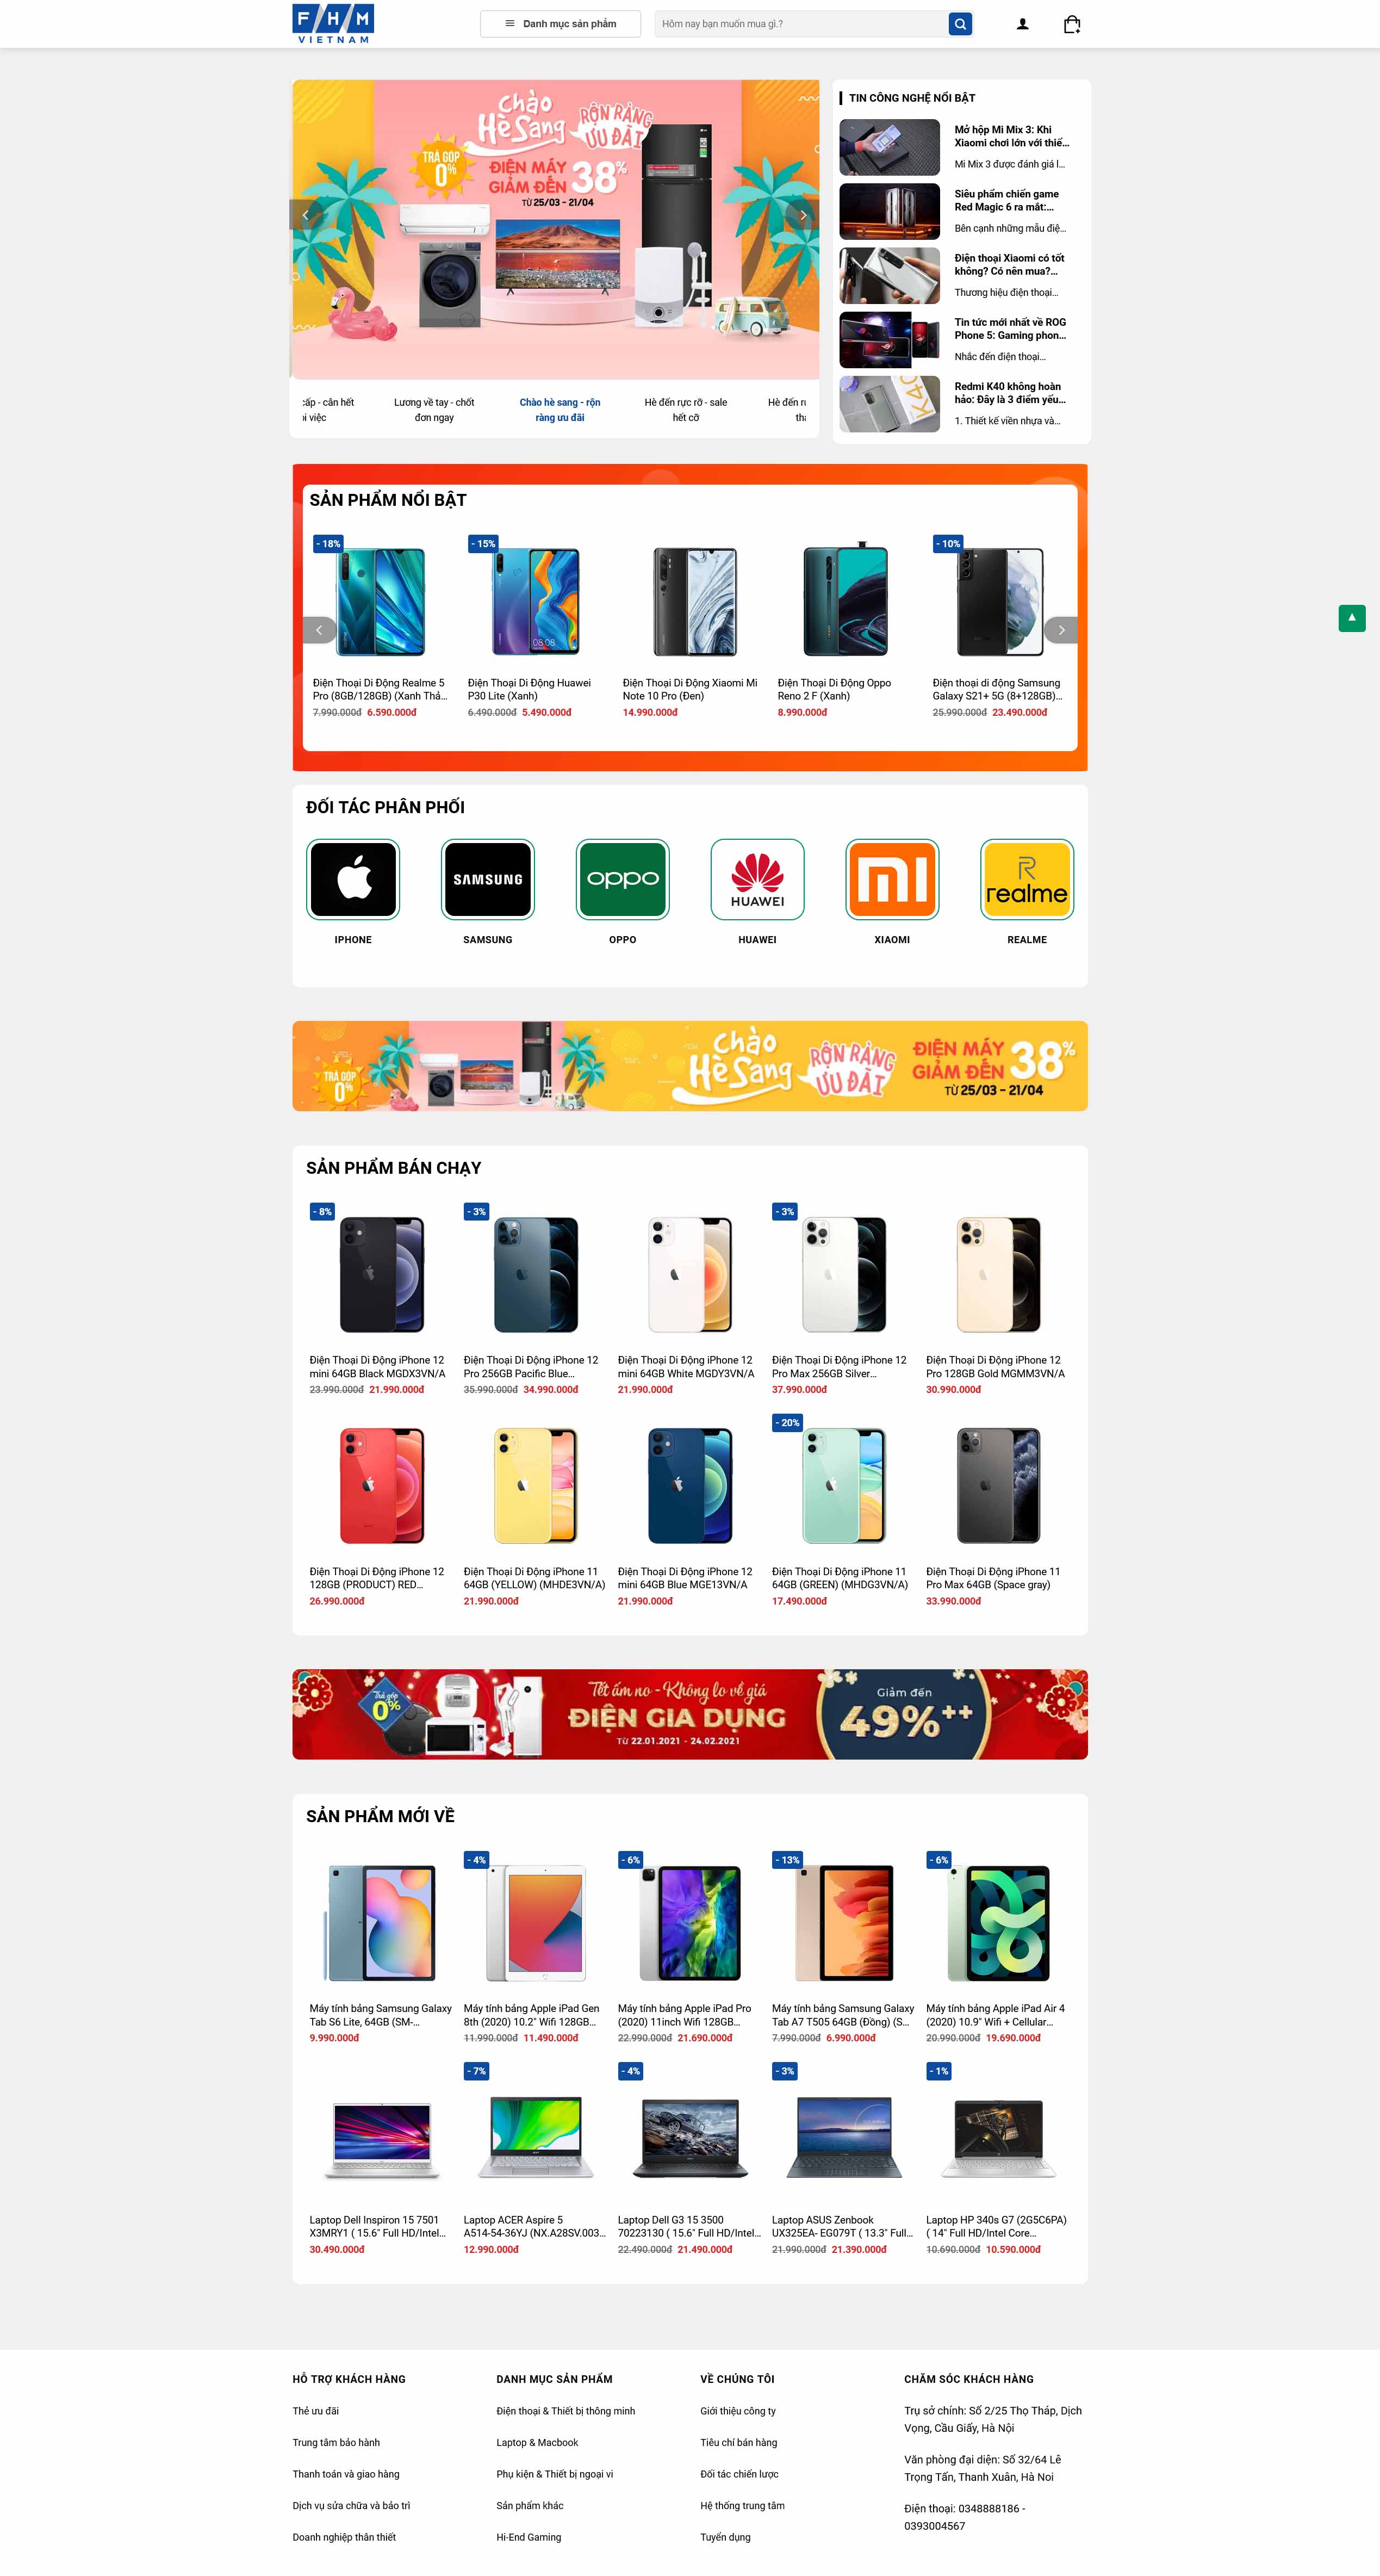 FHM
VIETNAM
Danh mục sản phẩm
Hôm nay bạn muốn mua gì.?
Chào
Hè Sang
RỘN RÀNG
ƯU ĐÃI
TRẢ GÓP
0%
ĐIỆN MÁY
GIẢM ĐẾN 38%
TỪ 25/03 - 21/04
cấp - cân hết
ọi việc
Lương về tay - chốt
đơn ngay
Chào hè sang - rộn
ràng ưu đãi
Hè đến rực rỡ - sale
hết cỡ
Hè đến rự
thá
TIN CÔNG NGHỆ NỔI BẬT
Mở hộp Mi Mix 3: Khi
Xiaomi chơi lớn với thiế...
Mi Mix 3 được đánh giá l...
Siêu phẩm chiến game
Red Magic 6 ra mắt:...
Bên cạnh những mẫu điệ...
Điện thoại Xiaomi có tốt
không? Có nên mua?...
Thương hiệu điện thoại...
Tin tức mới nhất về ROG
Phone 5: Gaming phon...
Nhắc đến điện thoại...
Redmi K40 không hoàn
hảo: Đây là 3 điểm yếu...
1. Thiết kế viền nhựa và...
SẢN PHẨM NỔI BẬT
- 18%
Điện Thoại Di Động Realme 5
Pro (8GB/128GB) (Xanh Thả...
7.990.000đ 6.590.000đ
- 15%
Điện Thoại Di Động Huawei
P30 Lite (Xanh)
6.490.000đ 5.490.000đ
Điện Thoại Di Động Xiaomi Mi
Note 10 Pro (Đen)
14.990.000đ
Điện Thoại Di Động Oppo
Reno 2 F (Xanh)
8.990.000đ
- 10%
Điện thoại di động Samsung
Galaxy S21+ 5G (8+128GB)...
25.990.000đ 23.490.000đ
ĐỐI TÁC PHÂN PHỐI
SAMSUNG
oppo
HUAWEI
realme
IPHONE
SAMSUNG
OPPO
HUAWEI
XIAOMI
REALME
TRẢ GÓP
0%
Chào
Hè Sang
RỘN RÀNG
ƯU ĐÃI
ĐIỆN MÁY
GIẢM ĐẾN 38%
TỪ 25/03 - 21/04
SẢN PHẨM BÁN CHẠY
- 8%
Điện Thoại Di Động iPhone 12
mini 64GB Black MGDX3VN/A
23.990.000đ 21.990.000đ
- 3%
Điện Thoại Di Động iPhone 12
Pro 256GB Pacific Blue...
35.990.000đ 34.990.000đ
Điện Thoại Di Động iPhone 12
mini 64GB White MGDY3VN/A
21.990.000đ
- 3%
Điện Thoại Di Động iPhone 12
Pro Max 256GB Silver...
37.990.000đ
Điện Thoại Di Động iPhone 12
Pro 128GB Gold MGMM3VN/A
30.990.000đ
Điện Thoại Di Động iPhone 12
128GB (PRODUCT) RED...
26.990.000đ
Điện Thoại Di Động iPhone 11
64GB (YELLOW) (MHDE3VN/A)
21.990.000đ
Điện Thoại Di Động iPhone 12
mini 64GB Blue MGE13VN/A
21.990.000đ
- 20%
Điện Thoại Di Động iPhone 11
64GB (GREEN) (MHDG3VN/A)
17.490.000đ
Điện Thoại Di Động iPhone 11
Pro Max 64GB (Space gray)
33.990.000đ
Trả góp
0%
Tết ấm no - Không lo về giá
ĐIỆN GIA DỤNG
TỪ 22.01.2021 - 24.02.2021
Giảm đến
49%++
SẢN PHẨM MỚI VỀ
Máy tính bảng Samsung Galaxy
Tab S6 Lite, 64GB (SM-...
9.990.000đ
- 4%
Máy tính bảng Apple iPad Gen
8th (2020) 10.2" Wifi 128GB...
11.990.000đ 11.490.000đ
- 6%
Máy tính bảng Apple iPad Pro
(2020) 11inch Wifi 128GB...
22.990.000đ 21.690.000đ
- 13%
Máy tính bảng Samsung Galaxy
Tab A7 T505 64GB (Đồng) (S...
7.990.000đ 6.990.000đ
- 6%
Máy tính bảng Apple iPad Air 4
(2020) 10.9" Wifi + Cellular...
20.990.000đ 19.690.000đ
Laptop Dell Inspiron 15 7501
X3MRY1 ( 15.6" Full HD/Intel...
30.490.000đ
- 7%
Laptop ACER Aspire 5
A514-54-36YJ (NX.A28SV.003...
12.990.000đ
- 4%
Laptop Dell G3 15 3500
70223130 ( 15.6" Full HD/Intel...
22.490.000đ 21.490.000đ
- 3%
Laptop ASUS Zenbook
UX325EA- EG079T ( 13.3" Full...
21.990.000đ 21.390.000đ
- 1%
Laptop HP 340s G7 (2G5C6PA)
( 14" Full HD/Intel Core...
10.690.000đ 10.590.000đ
HỖ TRỢ KHÁCH HÀNG
Thẻ ưu đãi
Trung tâm bảo hành
Thanh toán và giao hàng
Dịch vụ sửa chữa và bảo trì
Doanh nghiệp thân thiết
DANH MỤC SẢN PHẨM
Điện thoại & Thiết bị thông minh
Laptop & Macbook
Phụ kiện & Thiết bị ngoại vi
Sản phẩm khác
Hi-End Gaming
VỀ CHÚNG TÔI
Giới thiệu công ty
Tiêu chí bán hàng
Đối tác chiến lược
Hệ thống trung tâm
Tuyển dụng
CHĂM SÓC KHÁCH HÀNG
Trụ sở chính: Số 2/25 Thọ Tháp, Dịch
Vọng, Cầu Giấy, Hà Nội
Văn phòng đại diện: Số 32/64 Lê
Trọng Tấn, Thanh Xuân, Hà Noi
Điện thoại: 0348888186 -
0393004567